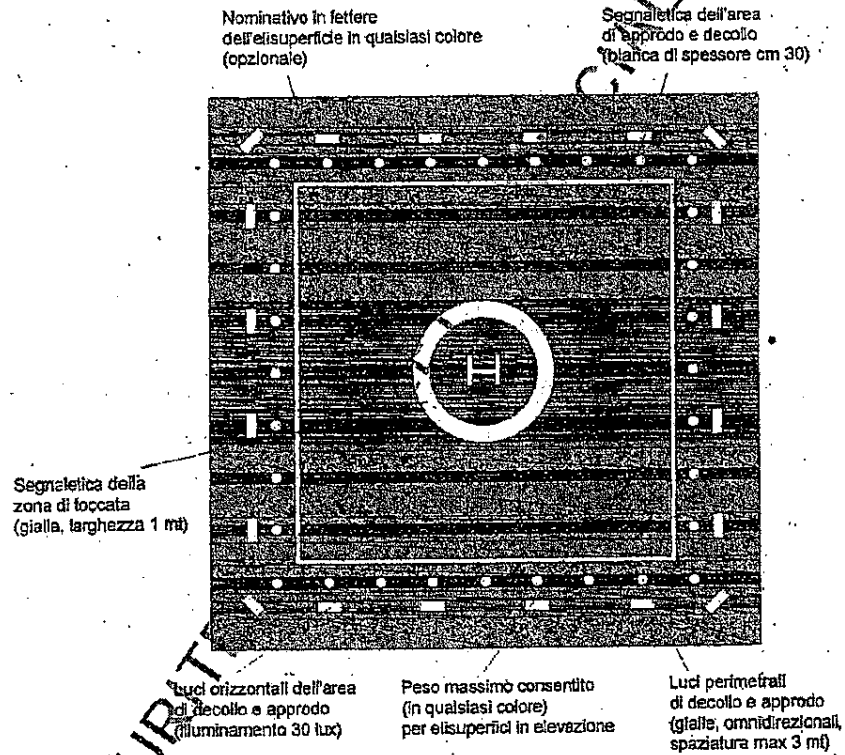 Nominativo in fettere
dell'elisuperficie in qualsiasi colore
(opzionale)
Segnaletica dell'area
di approdo e decollo
(bianca di spessore cm 30)
H
Segnaletica della
zona di toccata
(gialla, larghezza 1 mt)
Luci orizzontali dell'area
di decollo e approdo
(illuminamento 30 lux)
Peso massimo consentito
(in qualsiasi colore)
per elisuperfici in elevazione
Luci perimetrali
di decollo e approdo
(gialle, omnidirezionali,
spaziatura max 3 mt)